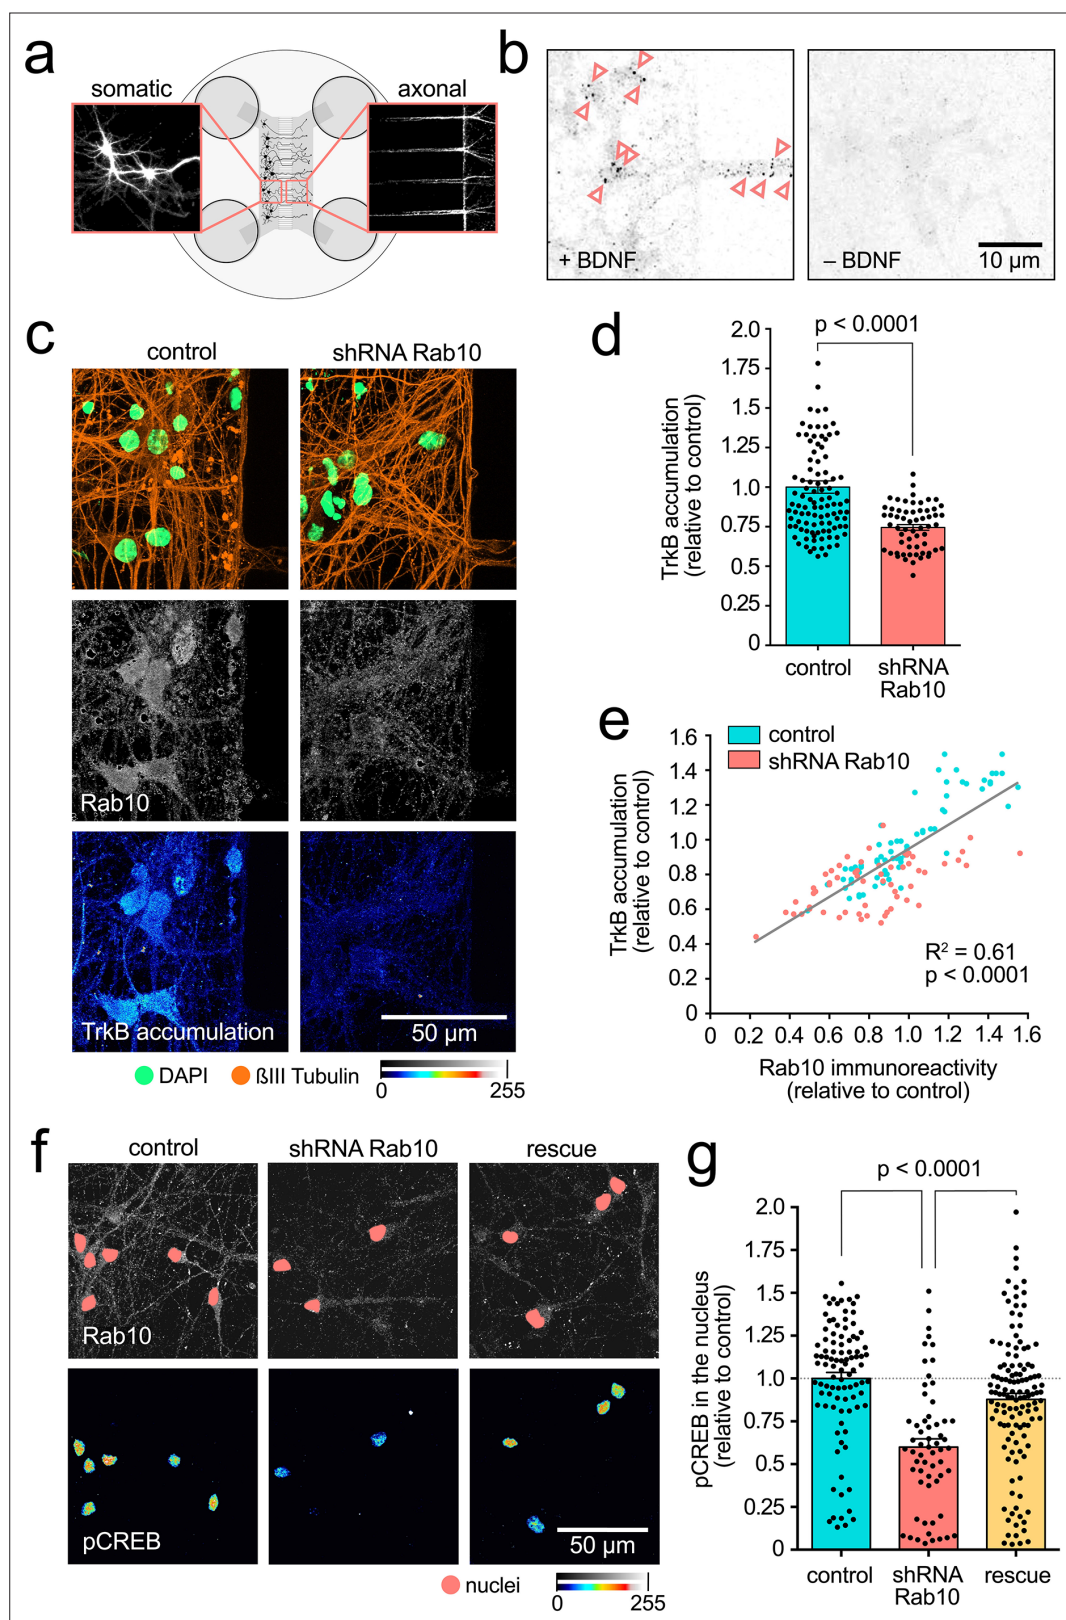 a
somatic
axonal
b
+ BDNF
– BDNF
10 µm
c
control
shRNA Rab10
Rab10
TrkB accumulation
50 µm
DAPI
ßIII Tubulin
0
255
d
p < 0.0001
TrkB accumulation
(relative to control)
2.0
1.75
1.5
1.25
1.0
0.75
0.5
0.25
0
control
shRNA
Rab10
e
control
shRNA Rab10
TrkB accumulation
(relative to control)
1.6
1.4
1.2
1.0
0.8
0.6
0.4
0.2
0
R² = 0.61
p < 0.0001
0 0.2 0.4 0.6 0.8 1.0 1.2 1.4 1.6
Rab10 immunoreactivity
(relative to control)
f
control
shRNA Rab10
rescue
Rab10
pCREB
50 µm
nuclei
0
255
g
p < 0.0001
pCREB in the nucleus
(relative to control)
2.0
1.75
1.5
1.25
1.0
0.75
0.5
0.25
0
control
shRNA
Rab10
rescue